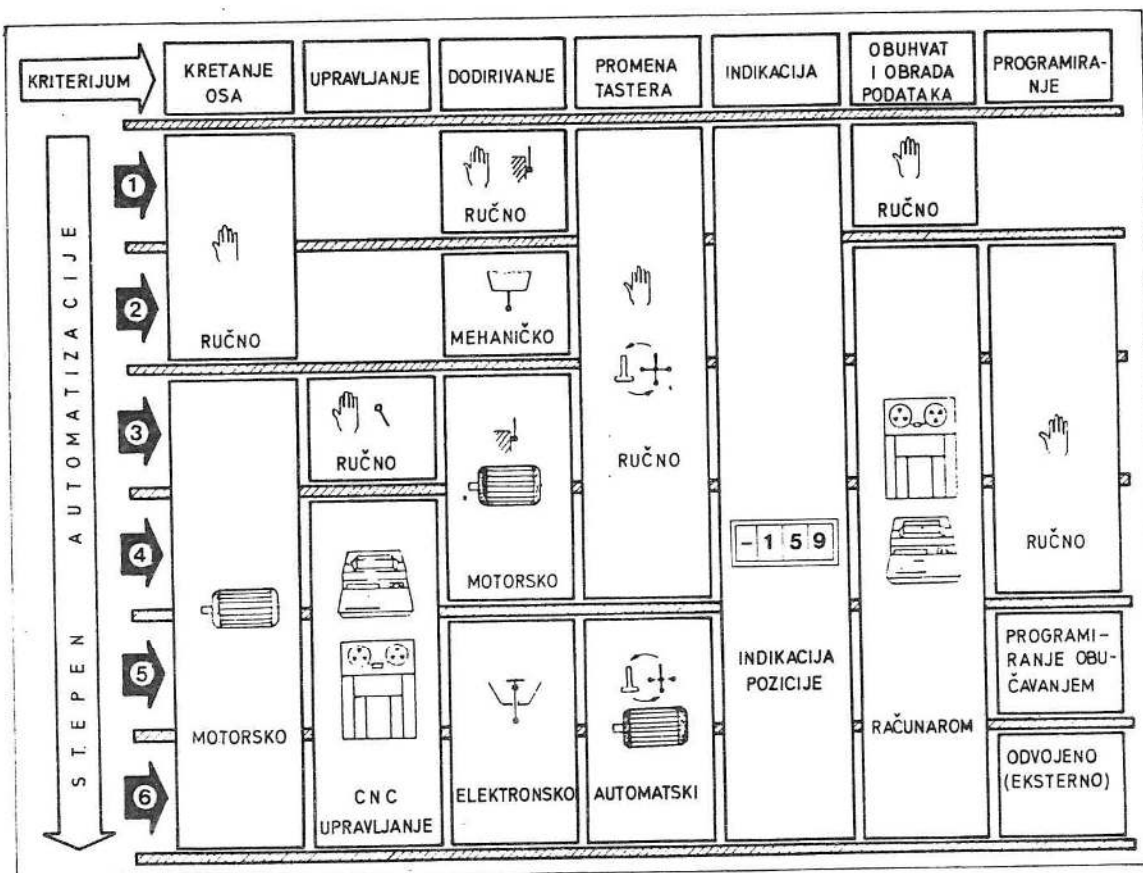 KRITERIJUM
KRETANJE
OSA
UPRAVLJANJE
DODIRIVANJE
PROMENA
TASTERA
INDIKACIJA
OBUHVAT
I OBRADA
PODATAKA
PROGRAMIRA-
NJE
STEPEN AUTOMATIZACIJE
1
RUČNO
RUČNO
2
RUČNO
MEHANIČKO
3
RUČNO
RUČNO
4
MOTORSKO
-159
RUČNO
5
INDIKACIJA
POZICIJE
PROGRAMI-
RANJE OBU-
ČAVANJEM
MOTORSKO
RAČUNAROM
6
CNC
UPRAVLJANJE
ELEKTRONSKO
AUTOMATSKI
ODVOJENO
(EKSTERNO)